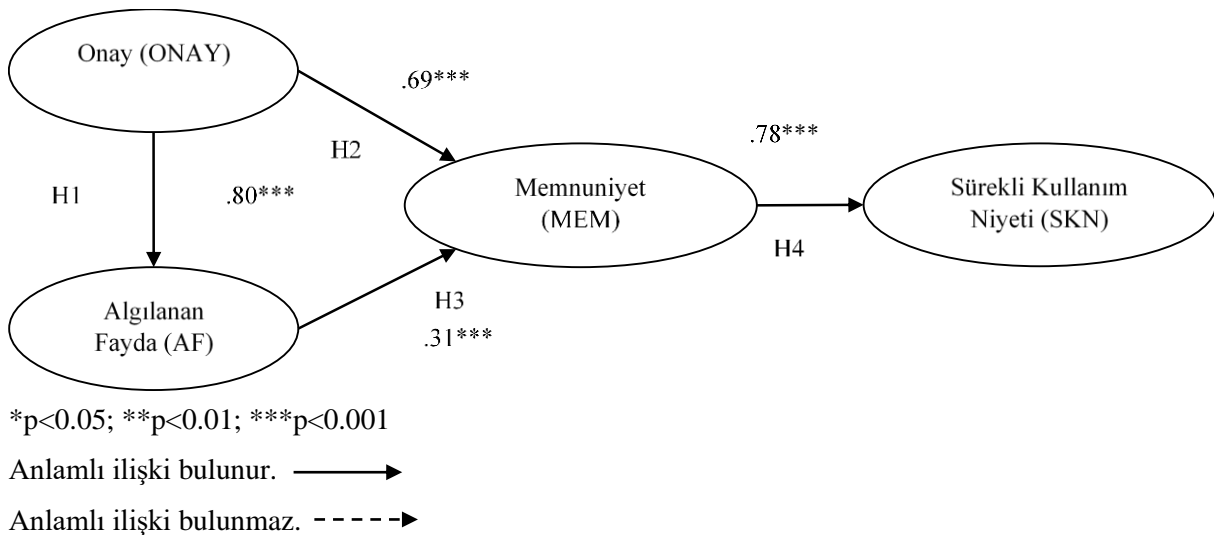 Onay (ONAY)
.69***
H2
H1
.80***
Memnuniyet
(MEM)
.78***
H4
Sürekli Kullanım
Niyeti (SKN)
Algılanan
Fayda (AF)
H3
.31***
*p<0.05; **p<0.01; ***p<0.001
Anlamlı ilişki bulunur.
Anlamlı ilişki bulunmaz.